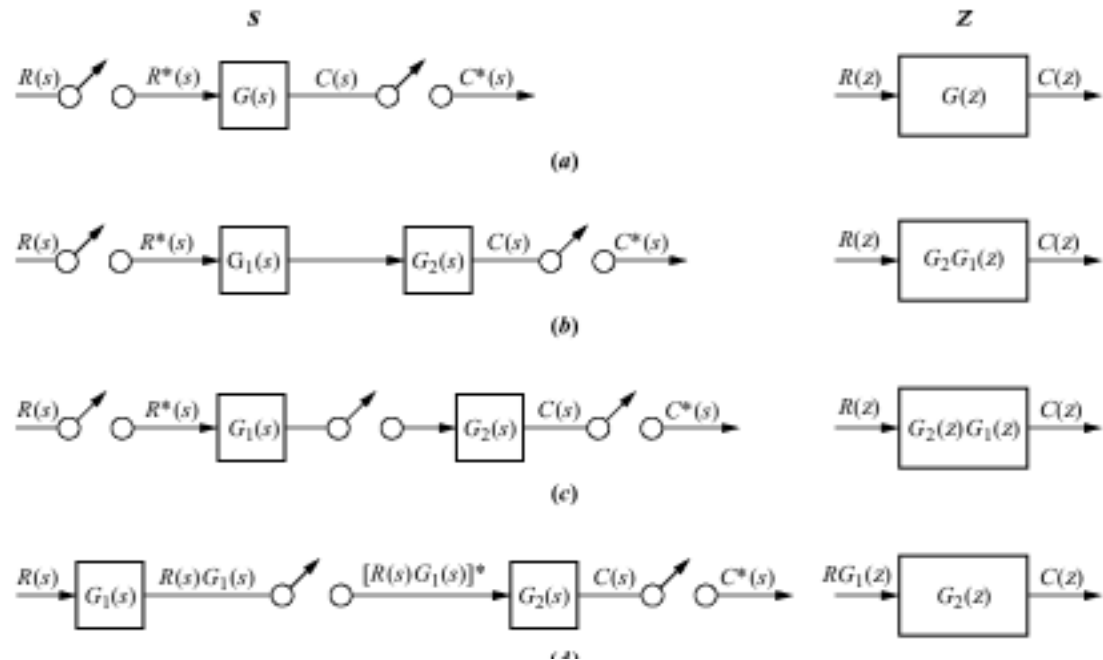 s z
R(s) R*(s) G(s) C(s) C*(s) R(z) G(z) C(z)
(a)
R(s) R*(s) G₁(s) G₂(s) C(s) C*(s) R(z) G₂G₁(z) C(z)
(b)
R(s) R*(s) G₁(s) G₂(s) C(s) C*(s) R(z) G₂(z)G₁(z) C(z)
(c)
R(s) G₁(s) R(s)G₁(s) [R(s)G₁(s)]* G₂(s) C(s) C*(s) RG₁(z) G₂(z) C(z)